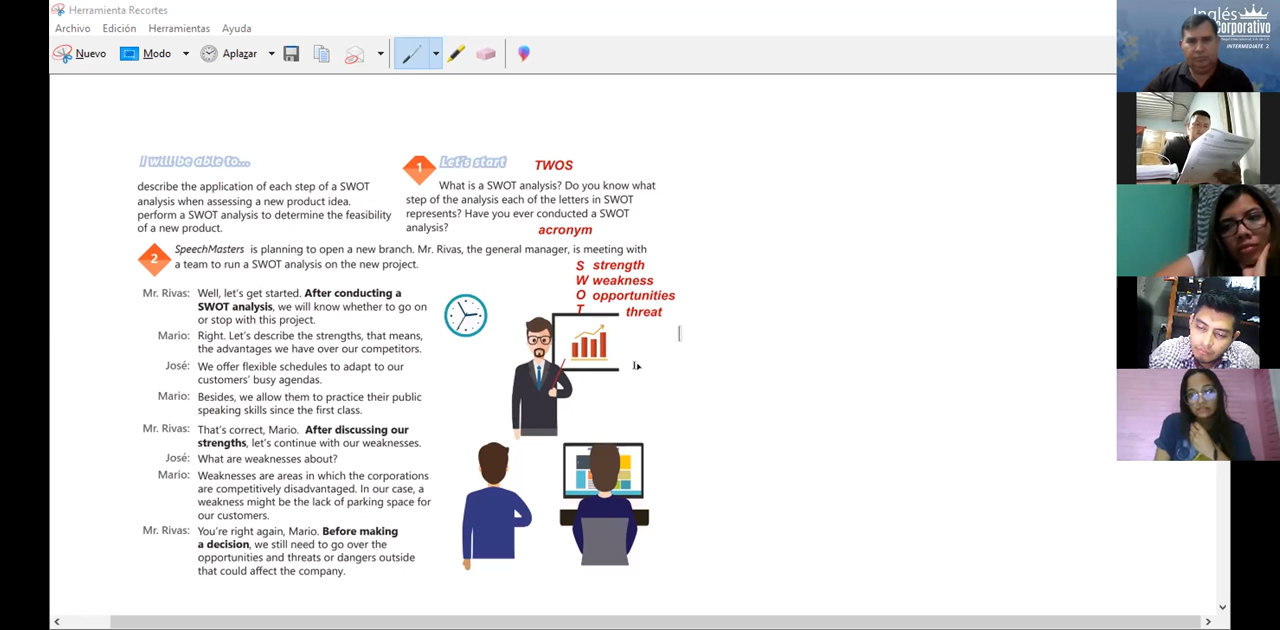 Herramienta Recortes
Archivo Edición Herramientas Ayuda
Nuevo Modo Aplazar
Inglés
Corporativo
INTERMEDIATE 2
I will be able to...
describe the application of each step of a SWOT
analysis when assessing a new product idea.
perform a SWOT analysis to determine the feasibility
of a new product.
1 Let's start TWOS
What is a SWOT analysis? Do you know what
step of the analysis each of the letters in SWOT
represents? Have you ever conducted a SWOT
analysis?
acronym
2 SpeechMasters is planning to open a new branch. Mr. Rivas, the general manager, is meeting with
a team to run a SWOT analysis on the new project.
S strength
W weakness
O opportunities
T threat
Mr. Rivas: Well, let's get started. After conducting a
SWOT analysis, we will know whether to go on
or stop with this project.
Mario: Right. Let's describe the strengths, that means,
the advantages we have over our competitors.
José: We offer flexible schedules to adapt to our
customers' busy agendas.
Mario: Besides, we allow them to practice their public
speaking skills since the first class.
Mr. Rivas: That's correct, Mario. After discussing our
strengths, let's continue with our weaknesses.
José: What are weaknesses about?
Mario: Weaknesses are areas in which the corporations
are competitively disadvantaged. In our case, a
weakness might be the lack of parking space for
our customers.
Mr. Rivas: You're right again, Mario. Before making
a decision, we still need to go over the
opportunities and threats or dangers outside
that could affect the company.